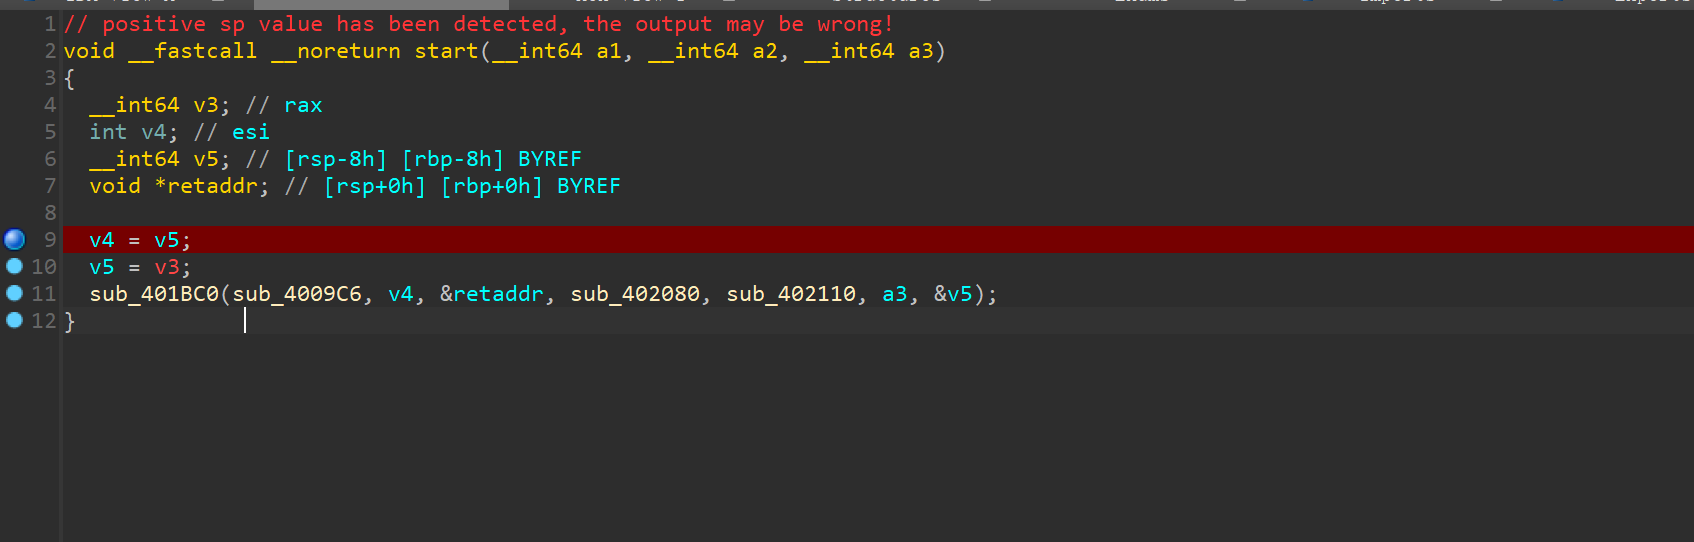 1 // positive sp value has been detected, the output may be wrong!
2 void __fastcall __noreturn start(__int64 a1, __int64 a2, __int64 a3)
3 {
4 __int64 v3; // rax
5 int v4; // esi
6 __int64 v5; // [rsp-8h] [rbp-8h] BYREF
7 void *retaddr; // [rsp+0h] [rbp+0h] BYREF
8
9 v4 = v5;
10 v5 = v3;
11 sub_401BC0(sub_4009C6, v4, &retaddr, sub_402080, sub_402110, a3, &v5);
12 }